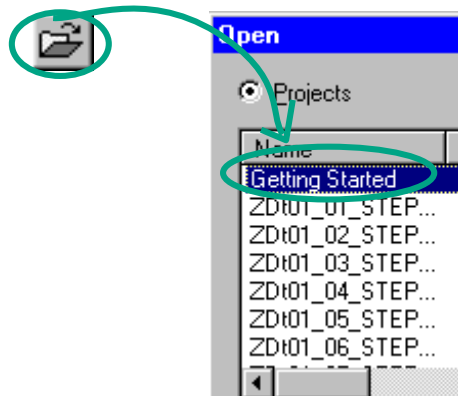 Open
Projects
Name
Getting Started
ZDt01_01_STEP...
ZDt01_02_STEP...
ZDt01_03_STEP...
ZDt01_04_STEP...
ZDt01_05_STEP...
ZDt01_06_STEP...